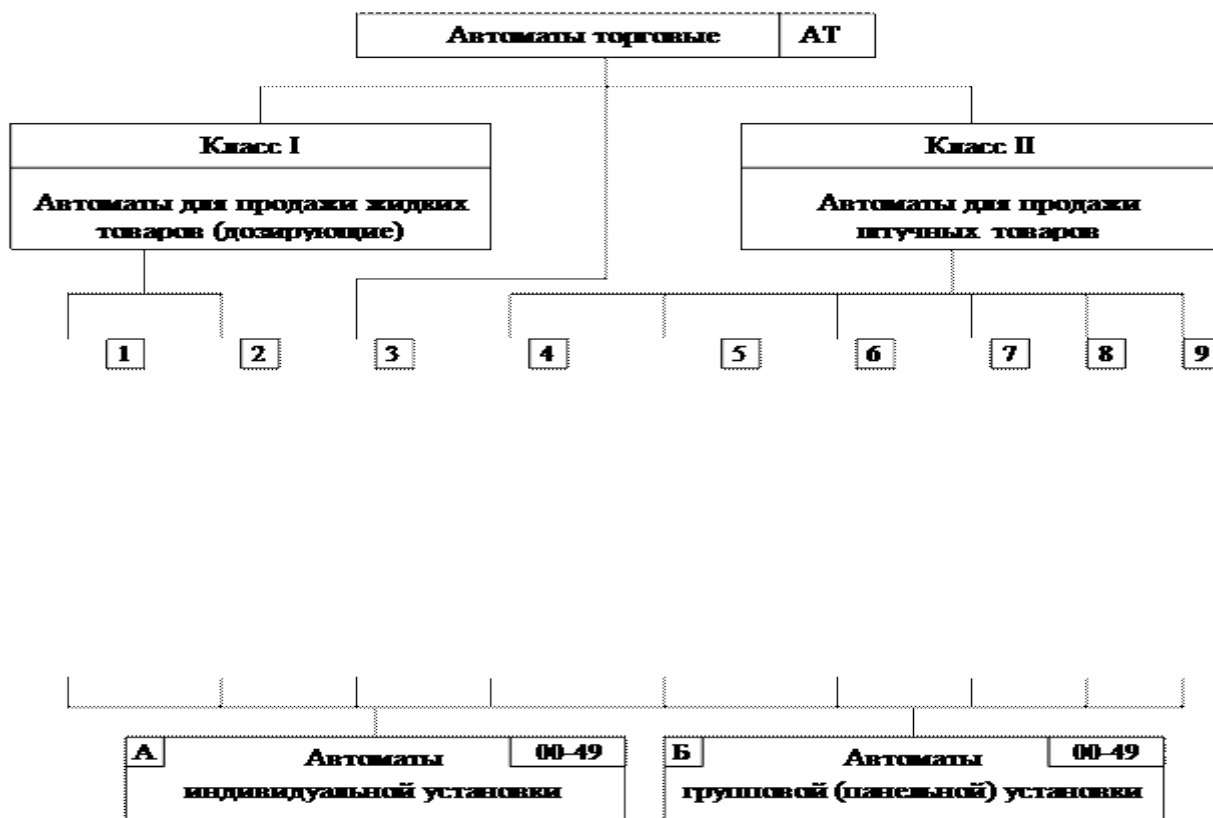 Автоматы торговые АТ
Класс I
Автоматы для продажи жидких
товаров (дозирующие)
Класс II
Автоматы для продажи
штучных товаров
1 2 3 4 5 6 7 8 9
А Автоматы 00-49
индивидуальной установки
Б Автоматы 00-49
групповой (панельной) установки